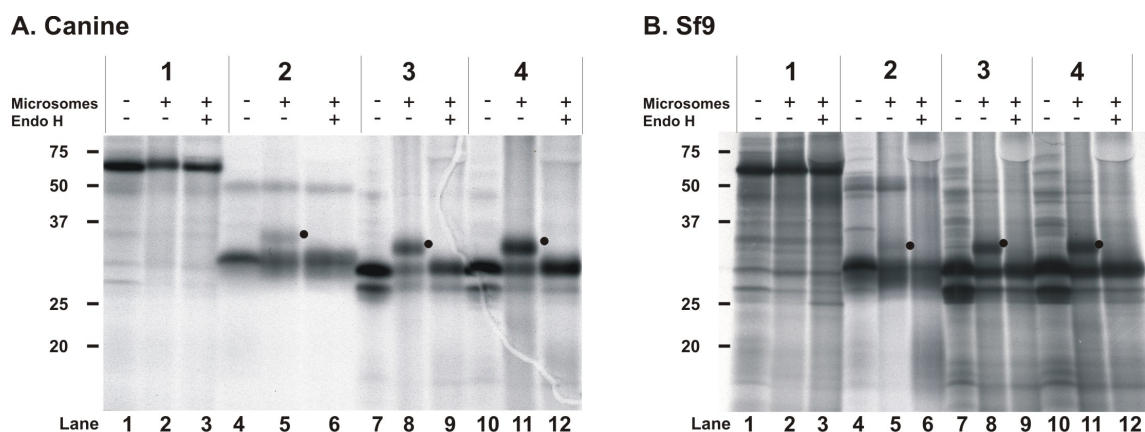 A. Canine
B. Sf9
1 2 3 4
1 2 3 4
Microsomes - + + - + + - + + - + +
Microsomes - + + - + + - + + - + +
Endo H - - + - - + - - + - - +
Endo H - - + - - + - - + - - +
75
50
37
25
20
75
50
37
25
20
Lane 1 2 3 4 5 6 7 8 9 10 11 12
Lane 1 2 3 4 5 6 7 8 9 10 11 12